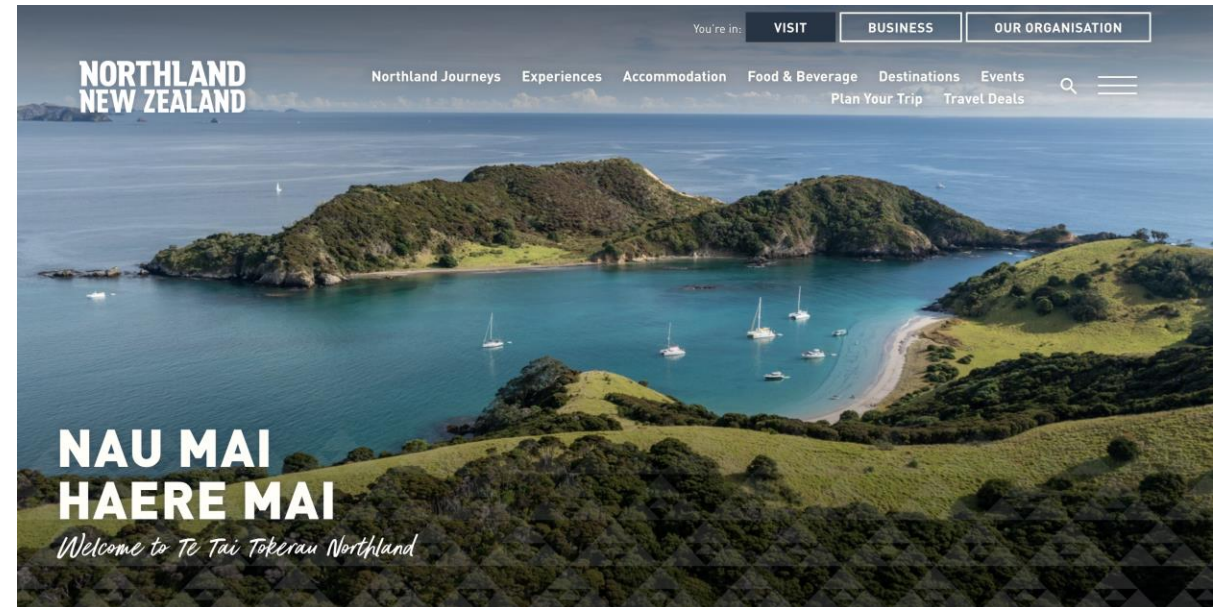 You're in: VISIT BUSINESS OUR ORGANISATION
NORTHLAND
NEW ZEALAND
Northland Journeys Experiences Accommodation Food & Beverage Destinations Events
Plan Your Trip Travel Deals
NAU MAI
HAERE MAI
Welcome to Te Tai Tokerau Northland